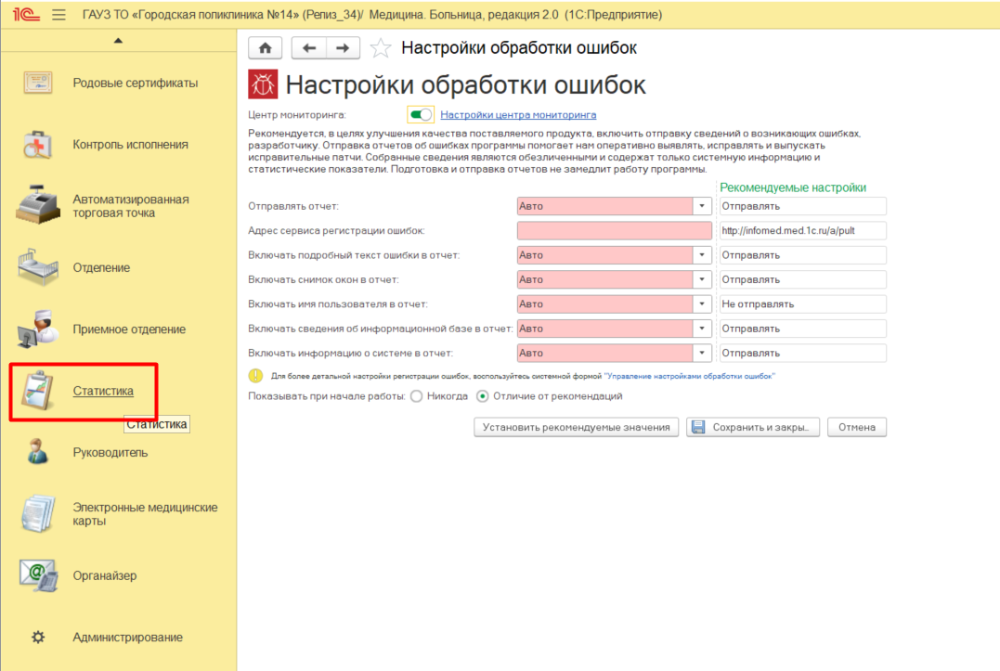 1С ГАУЗ ТО «Городская поликлиника №14» (Релиз_34)/ Медицина. Больница, редакция 2.0 (1С:Предприятие)
Родовые сертификаты
Контроль исполнения
Автоматизированная
торговая точка
Отделение
Приемное отделение
Статистика
Статистика
Руководитель
Электронные медицинские
карты
Органайзер
Администрирование
Настройки обработки ошибок
Настройки обработки ошибок
Центр мониторинга: Настройки центра мониторинга
Рекомендуется, в целях улучшения качества поставляемого продукта, включить отправку сведений о возникающих ошибках,
разработчику. Отправка отчетов об ошибках программы помогает нам оперативно выявлять, исправлять и выпускать
исправительные патчи. Собранные сведения являются обезличенными и содержат только системную информацию и
статистические показатели. Подготовка и отправка отчетов не замедлит работу программы.
Рекомендуемые настройки
Отправлять отчет: Авто Отправлять
Адрес сервиса регистрации ошибок: http://infomed.med.1c.ru/a/pult
Включать подробный текст ошибки в отчет: Авто Отправлять
Включать снимок окон в отчет: Авто Отправлять
Включать имя пользователя в отчет: Авто Не отправлять
Включать сведения об информационной базе в отчет: Авто Отправлять
Включать информацию о системе в отчет: Авто Отправлять
Для более детальной настройки регистрации ошибок, воспользуйтесь системной формой "Управление настройками обработки ошибок"
Показывать при начале работы: Никогда Отличие от рекомендаций
Установить рекомендуемые значения Сохранить и закры... Отмена